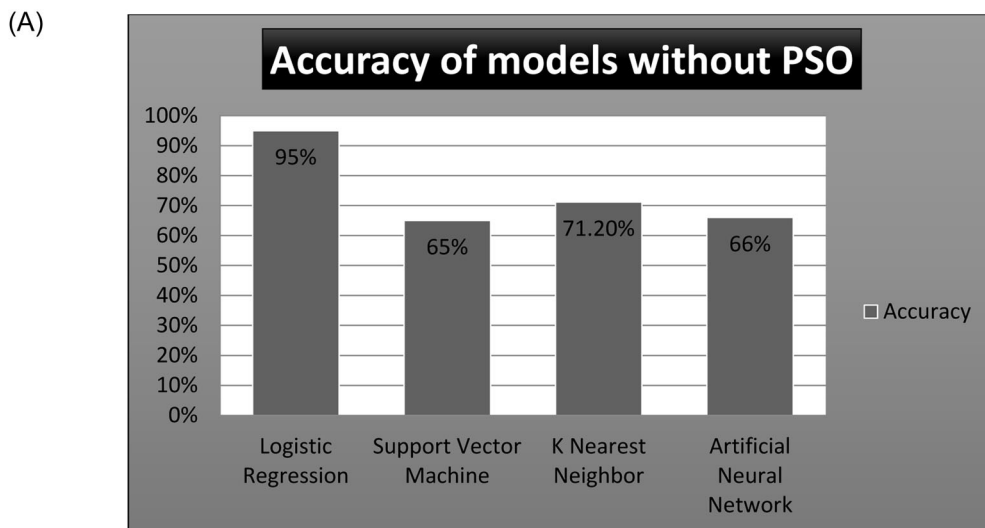 (A)
Accuracy of models without PSO
100%
90%
80%
70%
60%
50%
40%
30%
20%
10%
0%
95%
65%
71.20%
66%
Logistic
Regression
Support Vector
Machine
K Nearest
Neighbor
Artificial
Neural
Network
Accuracy